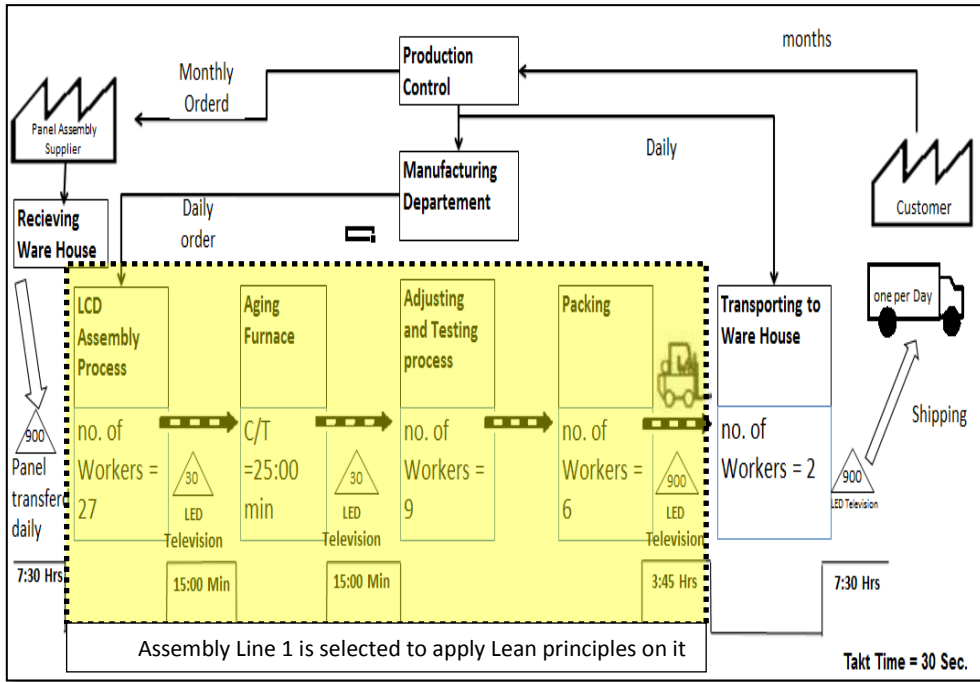 months
Production
Control
Monthly
Orderd
Panel Assembly
Supplier
Daily
Manufacturing
Departement
Customer
Recieving
Ware House
Daily
order
one per Day
LCD
Assembly
Process
Aging
Furnace
Adjusting
and Testing
process
Packing
Transporting to
Ware House
Shipping
900
Panel
transferd
daily
no. of
Workers =
27
30
LED
Television
C/T
=25:00
min
30
LED
Television
no. of
Workers =
9
no. of
Workers =
6
900
LED
Television
no. of
Workers = 2
900
LED Television
7:30 Hrs
15:00 Min
15:00 Min
3:45 Hrs
7:30 Hrs
Assembly Line 1 is selected to apply Lean principles on it
Takt Time = 30 Sec.